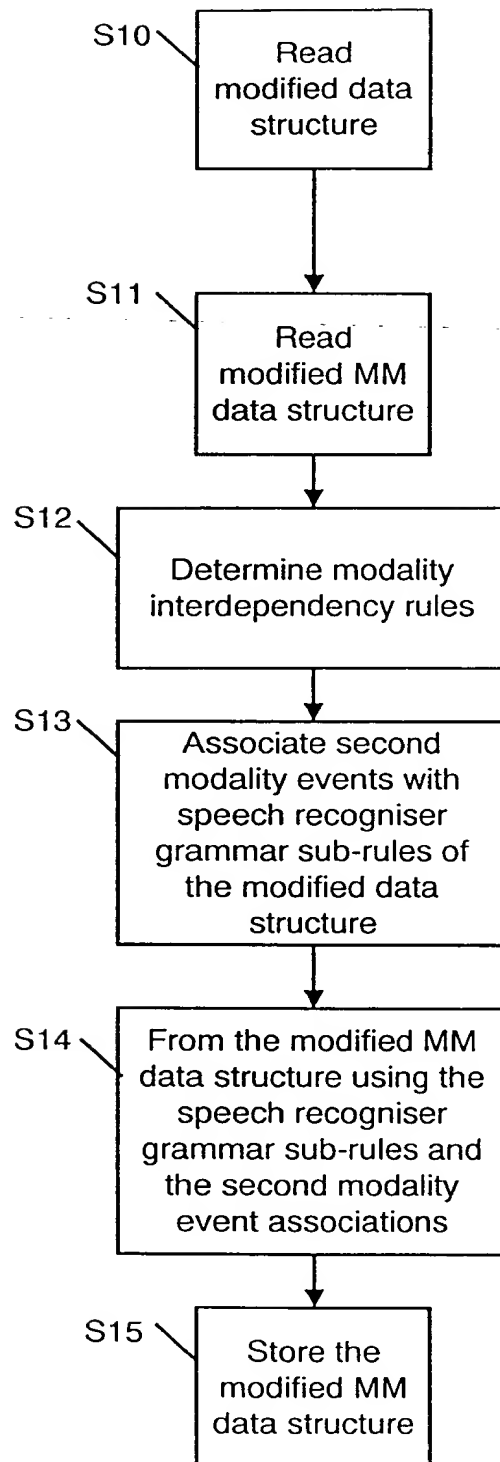 S10
Read
modified data
structure
S11
Read
modified MM
data structure
S12
Determine modality
interdependency rules
S13
Associate second
modality events with
speech recogniser
grammar sub-rules of
the modified data
structure
S14
From the modified MM
data structure using the
speech recogniser
grammar sub-rules and
the second modality
event associations
S15
Store the
modified MM
data structure